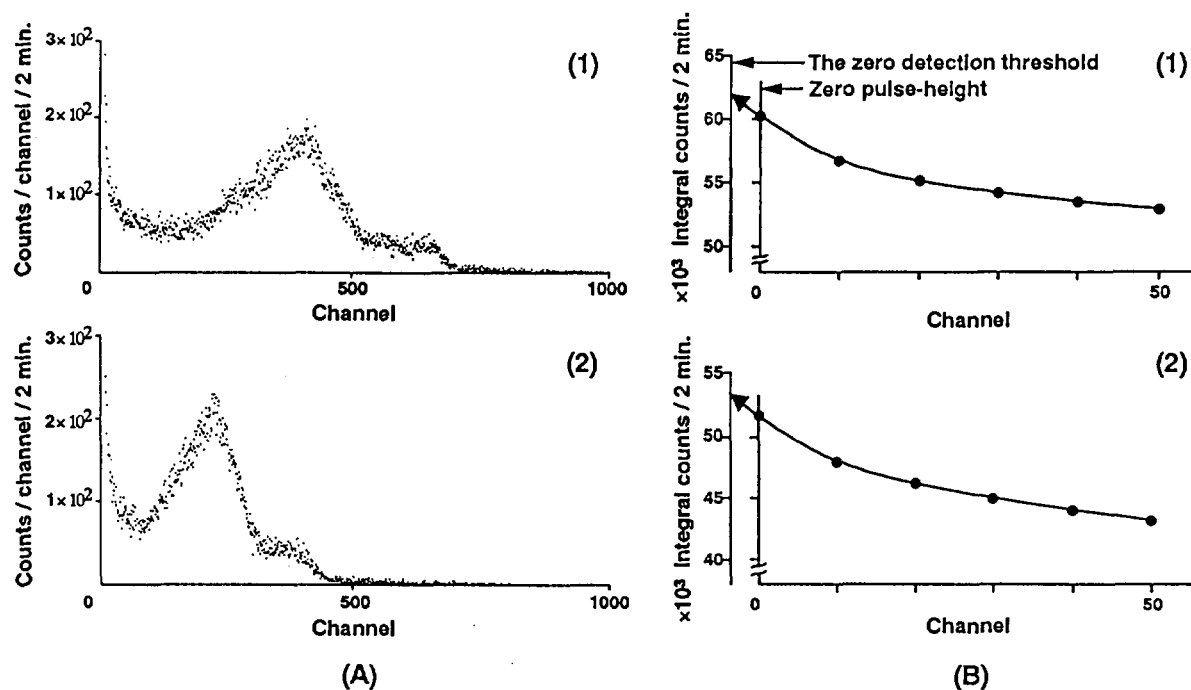 Counts / channel / 2 min.
3× 10²
2× 10²
1× 10²
0
500
1000
Channel
(1)
×10³ Integral counts / 2 min.
65
60
55
50
The zero detection threshold
Zero pulse-height
(1)
0
50
Channel
Counts / channel / 2 min.
3× 10²
2× 10²
1× 10²
0
500
1000
Channel
(2)
×10³ Integral counts / 2 min.
55
50
45
40
(2)
0
50
Channel
(A)
(B)